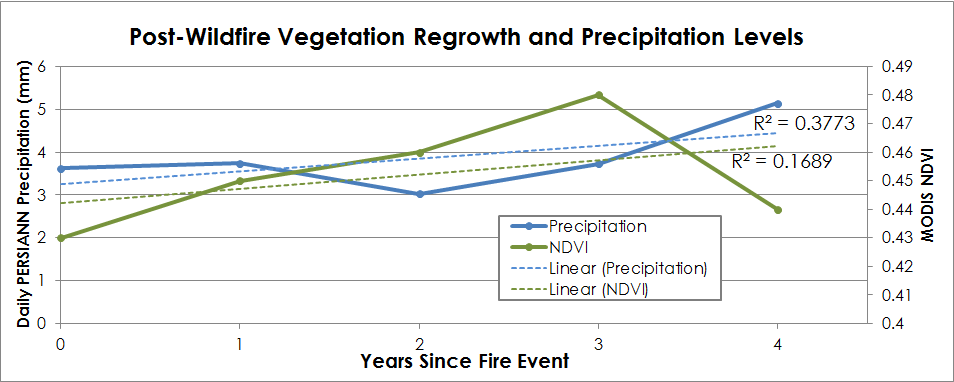 Post-Wildfire Vegetation Regrowth and Precipitation Levels
Daily PERSIANN Precipitation (mm)
6
5
4
3
2
1
0
0.49
0.48
0.47
0.46
0.45
0.44
0.43
0.42
0.41
0.4
MODIS NDVI
R² = 0.3773
R² = 0.1689
Precipitation
NDVI
Linear (Precipitation)
Linear (NDVI)
0 1 2 3 4
Years Since Fire Event